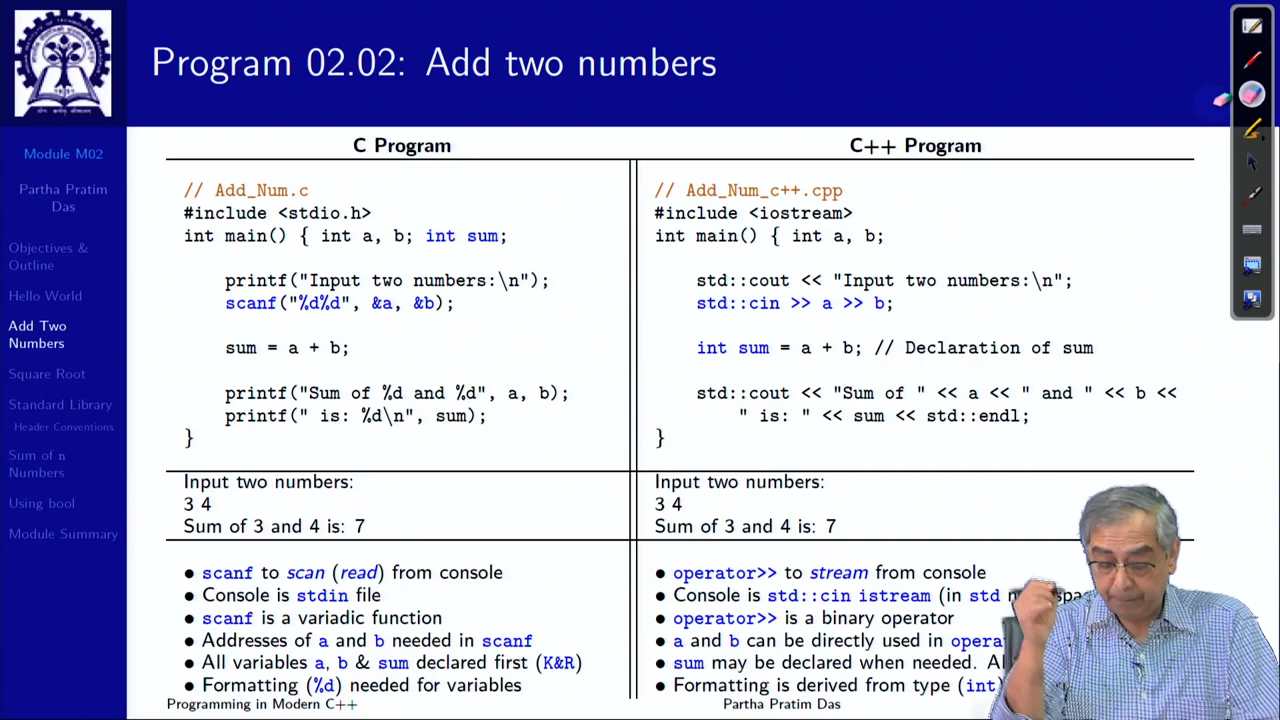 Program 02.02: Add two numbers
Module M02
Partha Pratim
Das
Objectives &
Outline
Hello World
Add Two
Numbers
Square Root
Standard Library
Header Conventions
Sum of n
Numbers
Using bool
Module Summary
C Program
// Add_Num.c
#include <stdio.h>
int main() { int a, b; int sum;
printf("Input two numbers:\n");
scanf("%d%d", &a, &b);
sum = a + b;
printf("Sum of %d and %d", a, b);
printf(" is: %d\n", sum);
}
Input two numbers:
3 4
Sum of 3 and 4 is: 7
• scanf to scan (read) from console
• Console is stdin file
• scanf is a variadic function
• Addresses of a and b needed in scanf
• All variables a, b & sum declared first (K&R)
• Formatting (%d) needed for variables
C++ Program
// Add_Num_c++.cpp
#include <iostream>
int main() { int a, b;
std::cout << "Input two numbers:\n";
std::cin >> a >> b;
int sum = a + b; // Declaration of sum
std::cout << "Sum of " << a << " and " << b <<
" is: " << sum << std::endl;
}
Input two numbers:
3 4
Sum of 3 and 4 is: 7
• operator>> to stream from console
• Console is std::cin istream (in std
• operator>> is a binary operator
• a and b can be directly used in
• sum may be declared when needed.
• Formatting is derived from type (int)
Programming in Modern C++
Partha Pratim Das